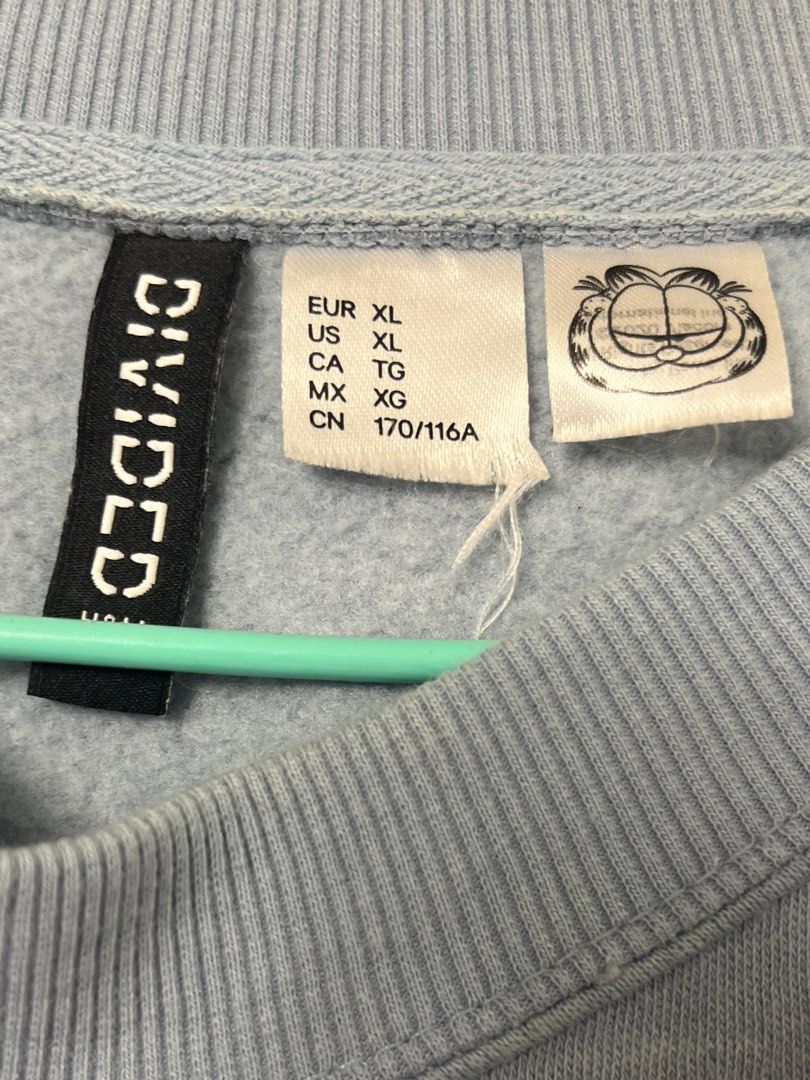 DIVIDED
EUR XL
US XL
CA TG
MX XG
CN 170/116A